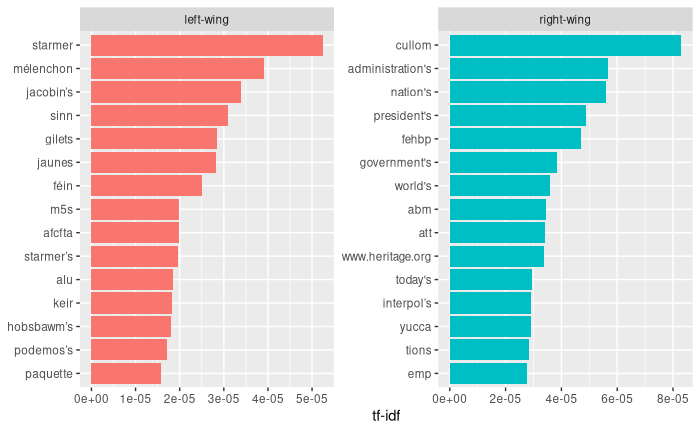 left-wing
starmer
mélenchon
jacobin's
sinn
gilets
jaunes
féin
m5s
afcfta
starmer’s
alu
keir
hobsbawm’s
podemos’s
paquette
0e+00 1e-05 2e-05 3e-05 4e-05 5e-05
right-wing
cullom
administration's
nation's
president's
fehbp
government's
world's
abm
att
www.heritage.org
today's
interpol’s
yucca
tions
emp
0e+00 2e-05 4e-05 6e-05 8e-05
tf-idf